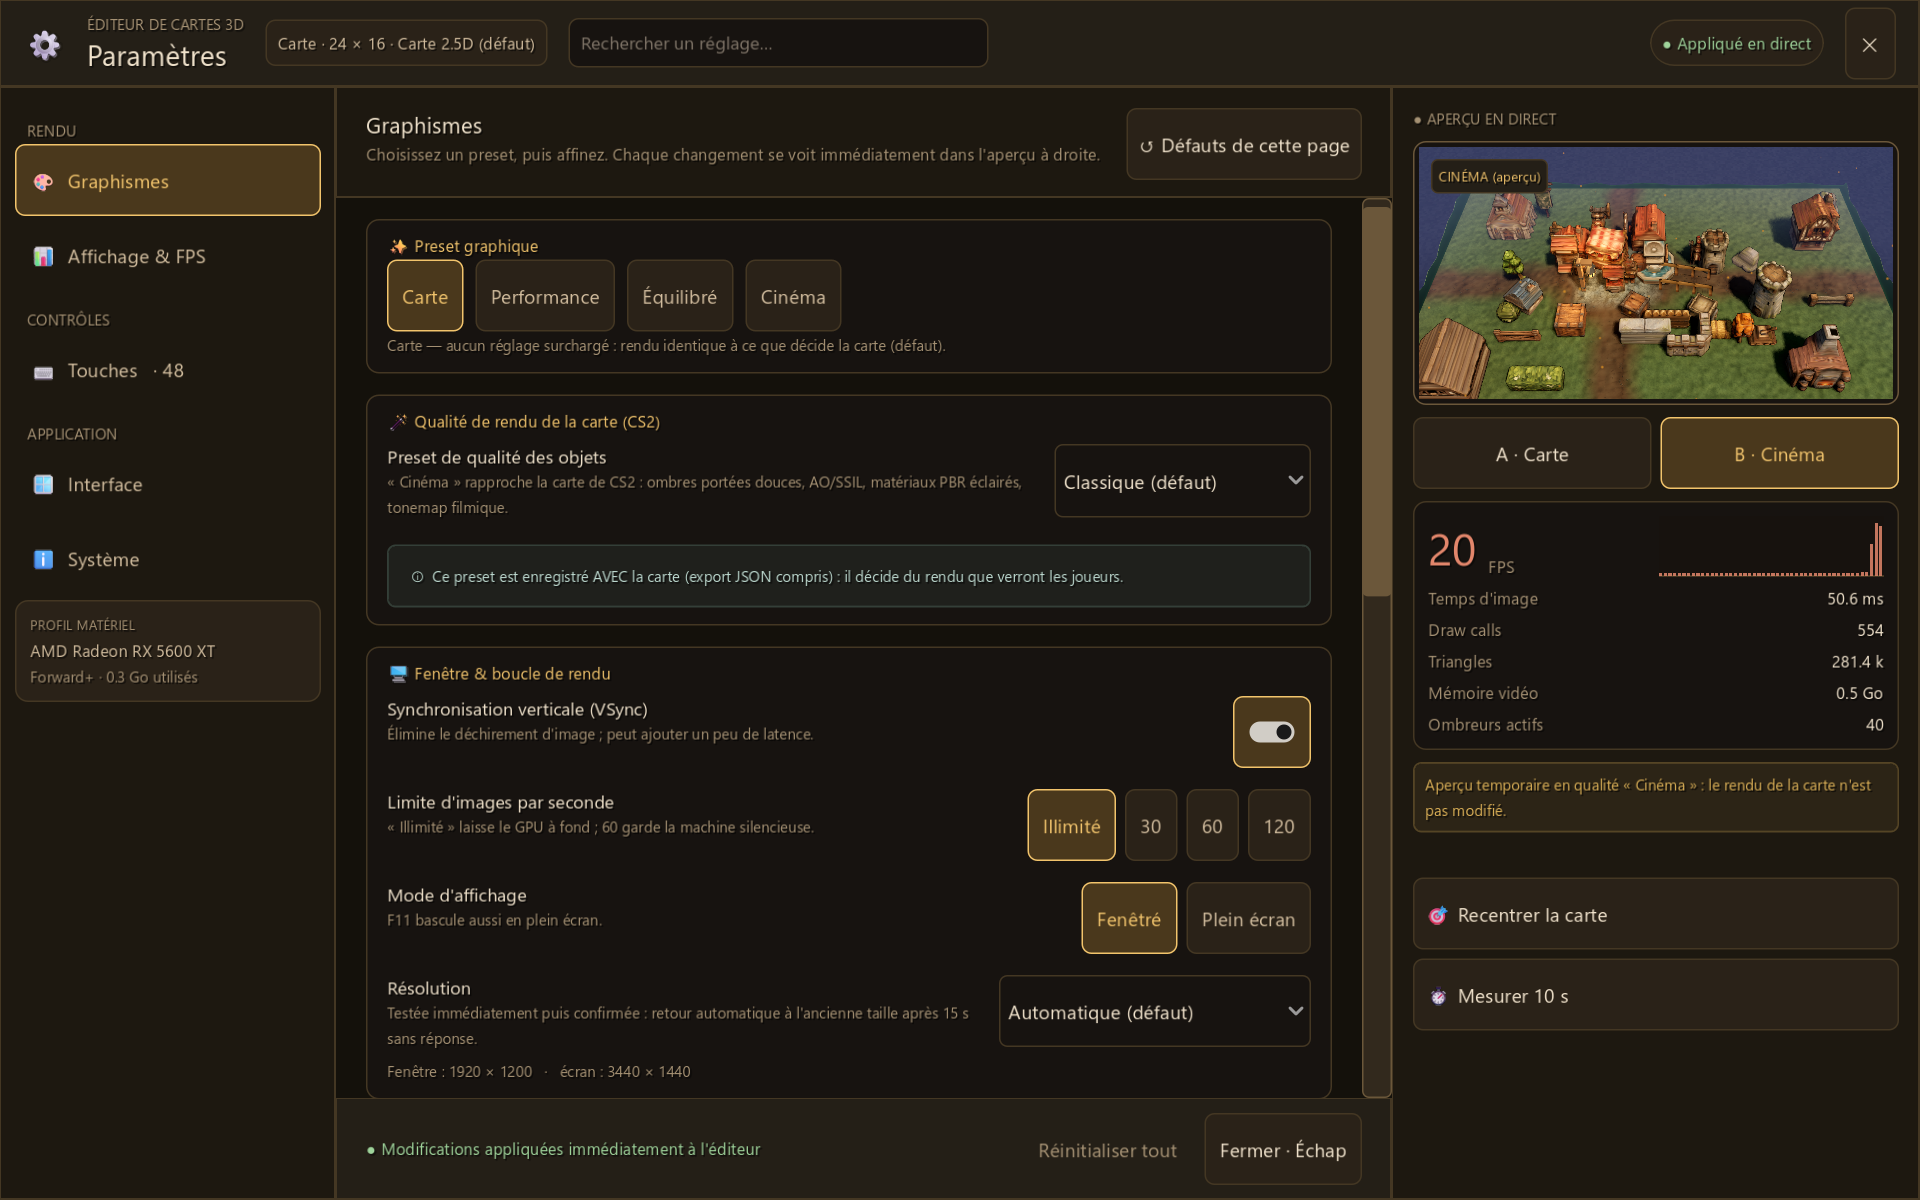 ÉDITEUR DE CARTES 3D
Paramètres
Carte · 24 × 16 · Carte 2.5D (défaut)
Rechercher un réglage...
● Appliqué en direct
RENDU
Graphismes
Affichage & FPS
CONTRÔLES
Touches · 48
APPLICATION
Interface
Système
PROFIL MATÉRIEL
AMD Radeon RX 5600 XT
Forward+ · 0.3 Go utilisés
Graphismes
Choisissez un preset, puis affinez. Chaque changement se voit immédiatement dans l'aperçu à droite.
↺ Défauts de cette page
Preset graphique
Carte
Performance
Équilibré
Cinéma
Carte — aucun réglage surchargé : rendu identique à ce que décide la carte (défaut).
Qualité de rendu de la carte (CS2)
Preset de qualité des objets
« Cinéma » rapproche la carte de CS2 : ombres portées douces, AO/SSIL, matériaux PBR éclairés,
tonemap filmique.
Classique (défaut)
Ce preset est enregistré AVEC la carte (export JSON compris) : il décide du rendu que verront les joueurs.
Fenêtre & boucle de rendu
Synchronisation verticale (VSync)
Élimine le déchirement d'image ; peut ajouter un peu de latence.
Limite d'images par seconde
« Illimité » laisse le GPU à fond ; 60 garde la machine silencieuse.
Illimité
30
60
120
Mode d'affichage
F11 bascule aussi en plein écran.
Fenêtré
Plein écran
Résolution
Testée immédiatement puis confirmée : retour automatique à l'ancienne taille après 15 s
sans réponse.
Automatique (défaut)
Fenêtre : 1920 × 1200 · écran : 3440 × 1440
● Modifications appliquées immédiatement à l'éditeur
Réinitialiser tout
Fermer · Échap
● APERÇU EN DIRECT
CINÉMA (aperçu)
A · Carte
B · Cinéma
20 FPS
Temps d'image 50.6 ms
Draw calls 554
Triangles 281.4 k
Mémoire vidéo 0.5 Go
Ombreurs actifs 40
Aperçu temporaire en qualité « Cinéma » : le rendu de la carte n'est
pas modifié.
Recentrer la carte
Mesurer 10 s